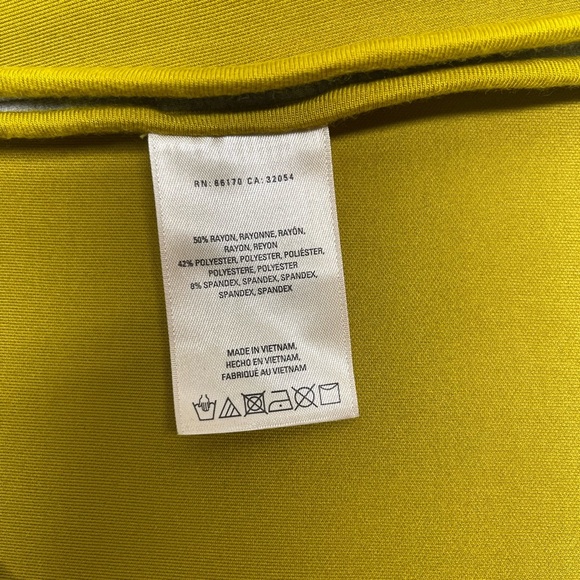 RN: 86170 CA: 32054
50% RAYON, RAYONNE, RAYÓN,
RAYON, REYON
42% POLYESTER, POLYESTER, POLIÉSTER,
POLYESTERE, POLYESTER
8% SPANDEX, SPANDEX, SPANDEX,
SPANDEX, SPANDEX
MADE IN VIETNAM,
HECHO EN VIETNAM,
FABRIQUÉ AU VIETNAM